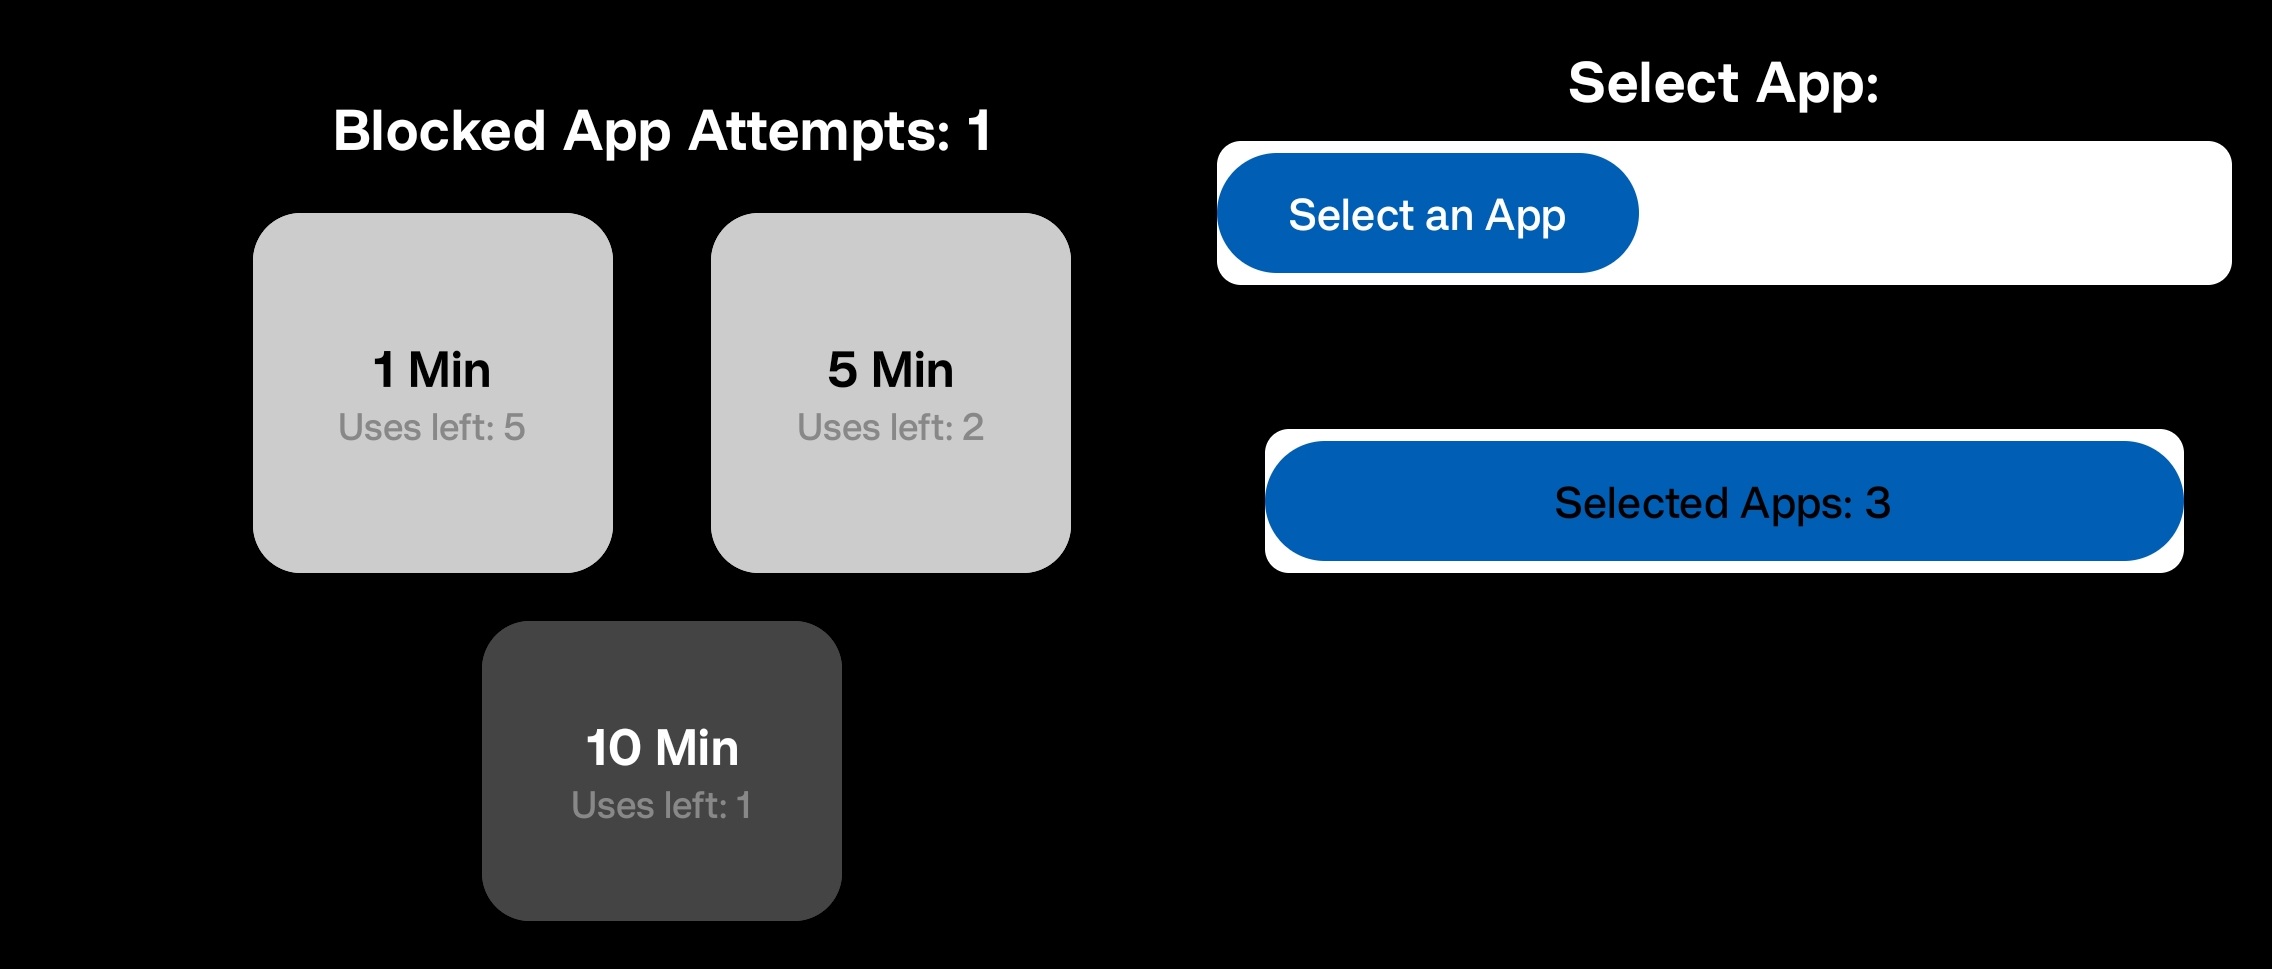 Blocked App Attempts: 1
1 Min
Uses left: 5
5 Min
Uses left: 2
10 Min
Uses left: 1
Select App:
Select an App
Selected Apps: 3